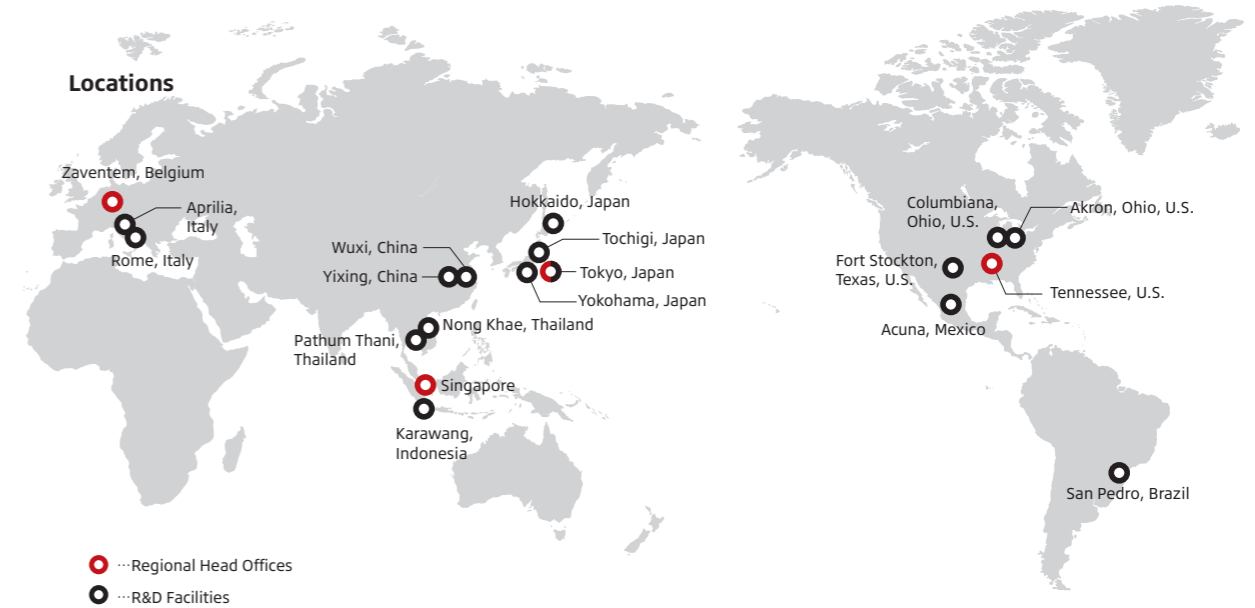 Locations
Zaventem, Belgium
Aprilia,
Italy
Rome, Italy
Wuxi, China
Yixing, China
Hokkaido, Japan
Tochigi, Japan
Tokyo, Japan
Yokohama, Japan
Nong Khae, Thailand
Pathum Thani,
Thailand
Singapore
Karawang,
Indonesia
Columbiana,
Ohio, U.S.
Akron, Ohio, U.S.
Fort Stockton,
Texas, U.S.
Tennessee, U.S.
Acuna, Mexico
San Pedro, Brazil
···Regional Head Offices
···R&D Facilities